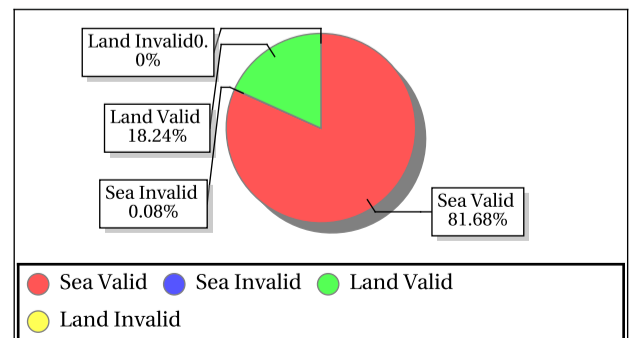 Land Invalid0.
0%
Land Valid
18.24%
Sea Invalid
0.08%
Sea Valid
81.68%
Sea Valid
Sea Invalid
Land Valid
Land Invalid